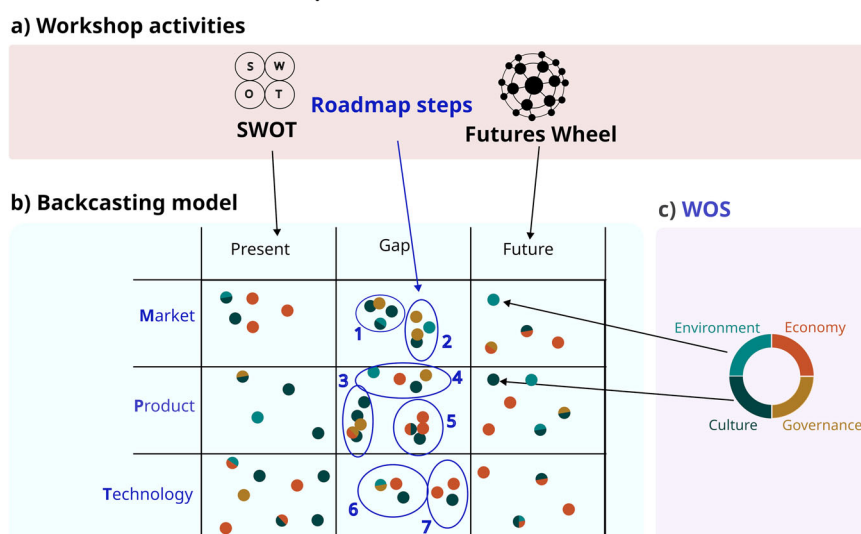 a) Workshop activities
S W
O T
SWOT
Roadmap steps
Futures Wheel
b) Backcasting model
c) WOS
Present
Gap
Future
Market
1
2
Environment
Economy
Culture
Governance
Product
3
4
5
Technology
6
7